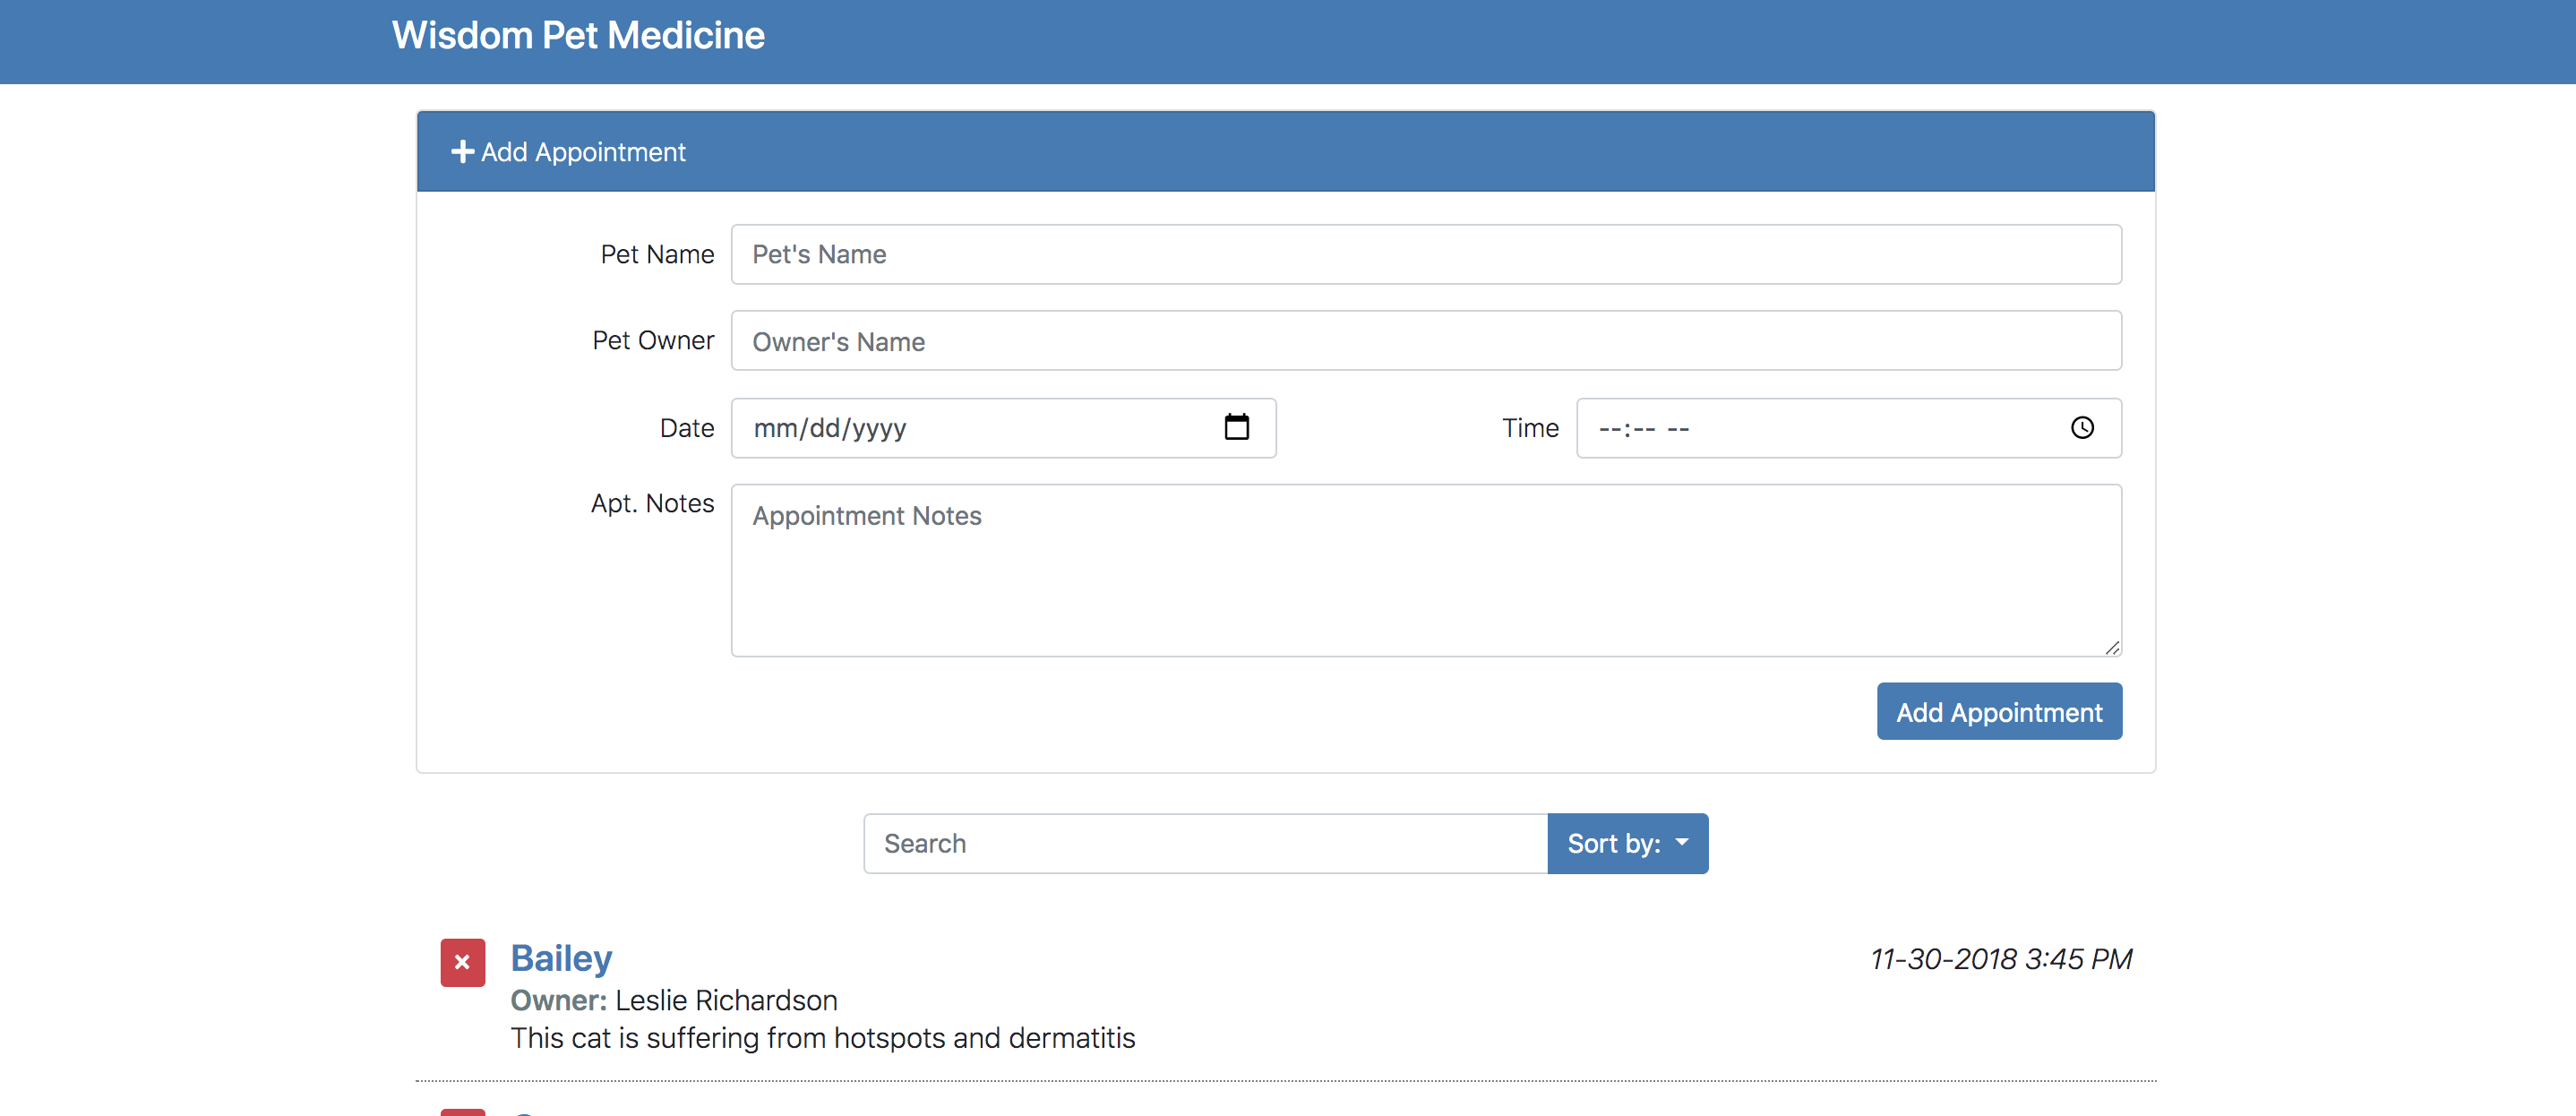 Wisdom Pet Medicine
Add Appointment
Pet Name Pet's Name
Pet Owner Owner's Name
Date mm/dd/yyyy Time --:-- --
Apt. Notes Appointment Notes
Add Appointment
Search Sort by:
Bailey 11-30-2018 3:45 PM
Owner: Leslie Richardson
This cat is suffering from hotspots and dermatitis